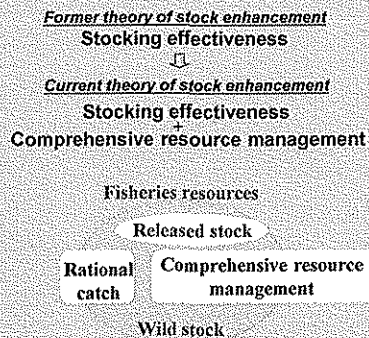 Former theory of stock enhancement
Stocking effectiveness
Current theory of stock enhancement
Stocking effectiveness
+
Comprehensive resource management
Fisheries resources
Released stock
Rational
catch
Comprehensive resource
management
Wild stock